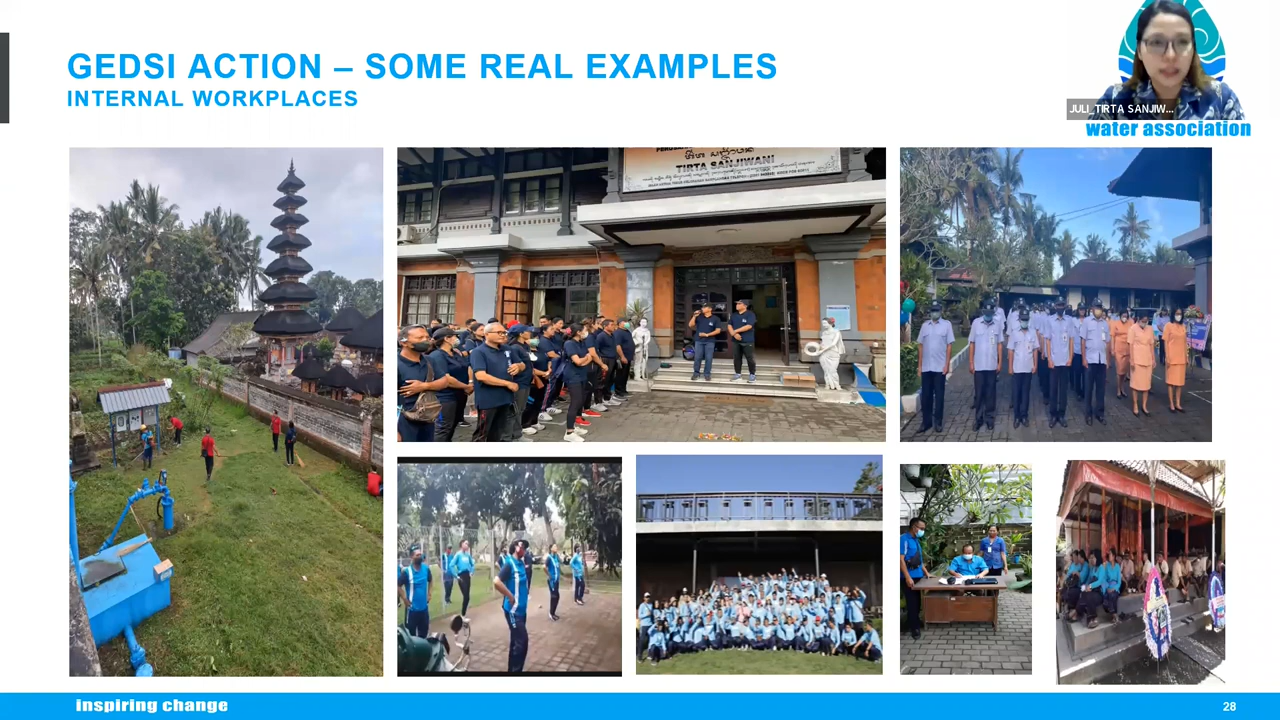 GEDSI ACTION – SOME REAL EXAMPLES
INTERNAL WORKPLACES
JULI_TIRTA SANJIW...
water association
TIRTA SANJIWANI
inspiring change
28